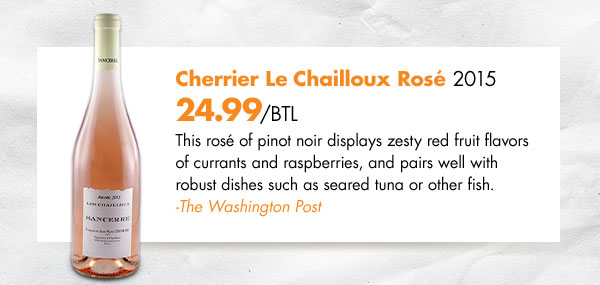 Cherrier Le Chailloux Rosé 2015
24.99/BTL
This rosé of pinot noir displays zesty red fruit flavors
of currants and raspberries, and pairs well with
robust dishes such as seared tuna or other fish.
-The Washington Post
SANCERRE
LES CHAILLOUX
SANCERRE